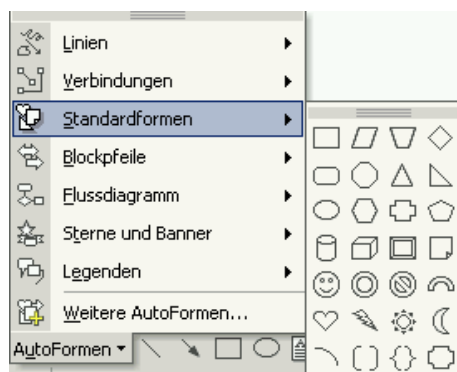 Linien
Verbindungen
Standardformen
Blockpfeile
Flussdiagramm
Sterne und Banner
Legenden
Weitere AutoFormen...
AutoFormen